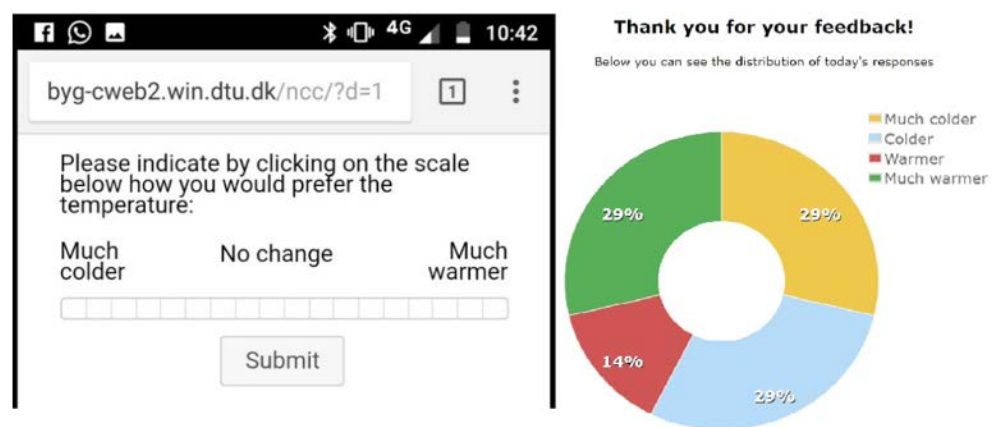 4G 10:42
byg-cweb2.win.dtu.dk/ncc/?d=1
1
Please indicate by clicking on the scale
below how you would prefer the
temperature:
Much
colder
No change
Much
warmer
Submit
Thank you for your feedback!
Below you can see the distribution of today's responses
Much colder
Colder
Warmer
Much warmer
29%
29%
14%
29%